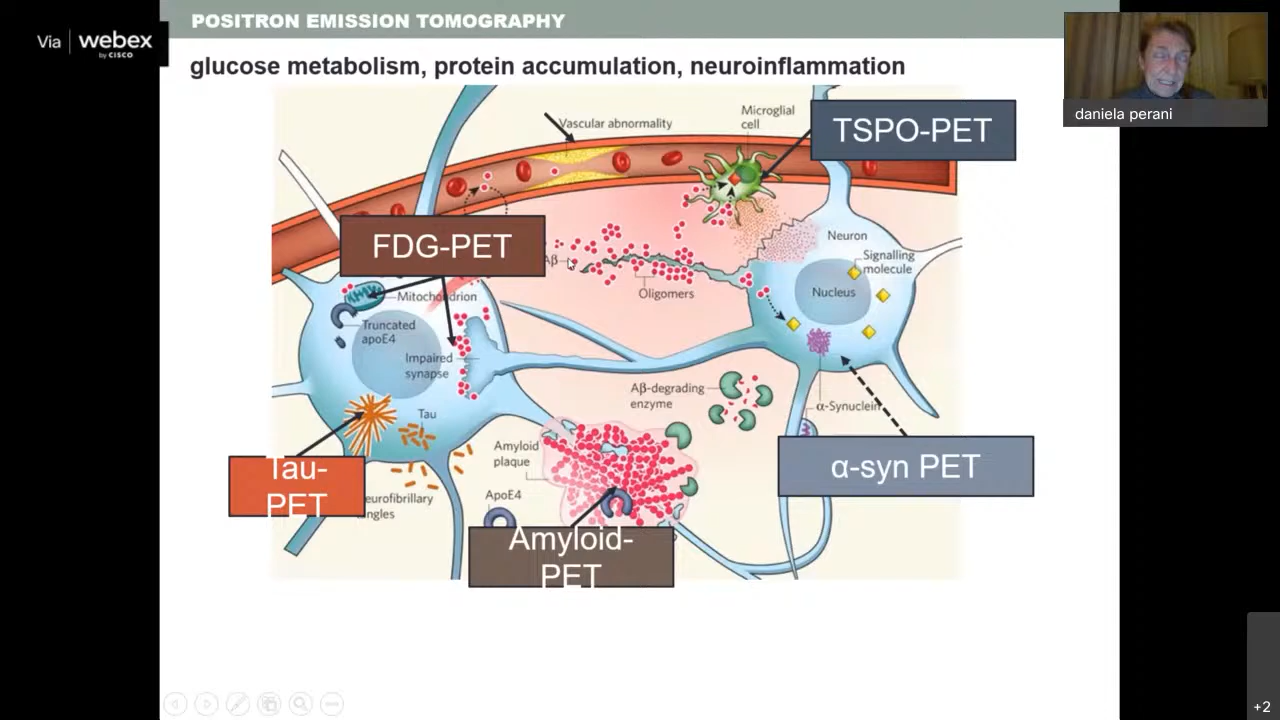 POSITRON EMISSION TOMOGRAPHY
Via webex
by CISCO
glucose metabolism, protein accumulation, neuroinflammation
daniela perani
Vascular abnormality
Microglial
cell
TSPO-PET
FDG-PET
Aβ
Oligomers
Neuron
Signalling
molecule
Nucleus
Mitochondrion
Truncated
apoE4
Impaired
synapse
Aβ-degrading
enzyme
α-Synuclein
Tau
Amyloid
plaque
ApoE4
α-syn PET
Tau-
PET
eurofibrillary
ngles
Amyloid-
PET
+2